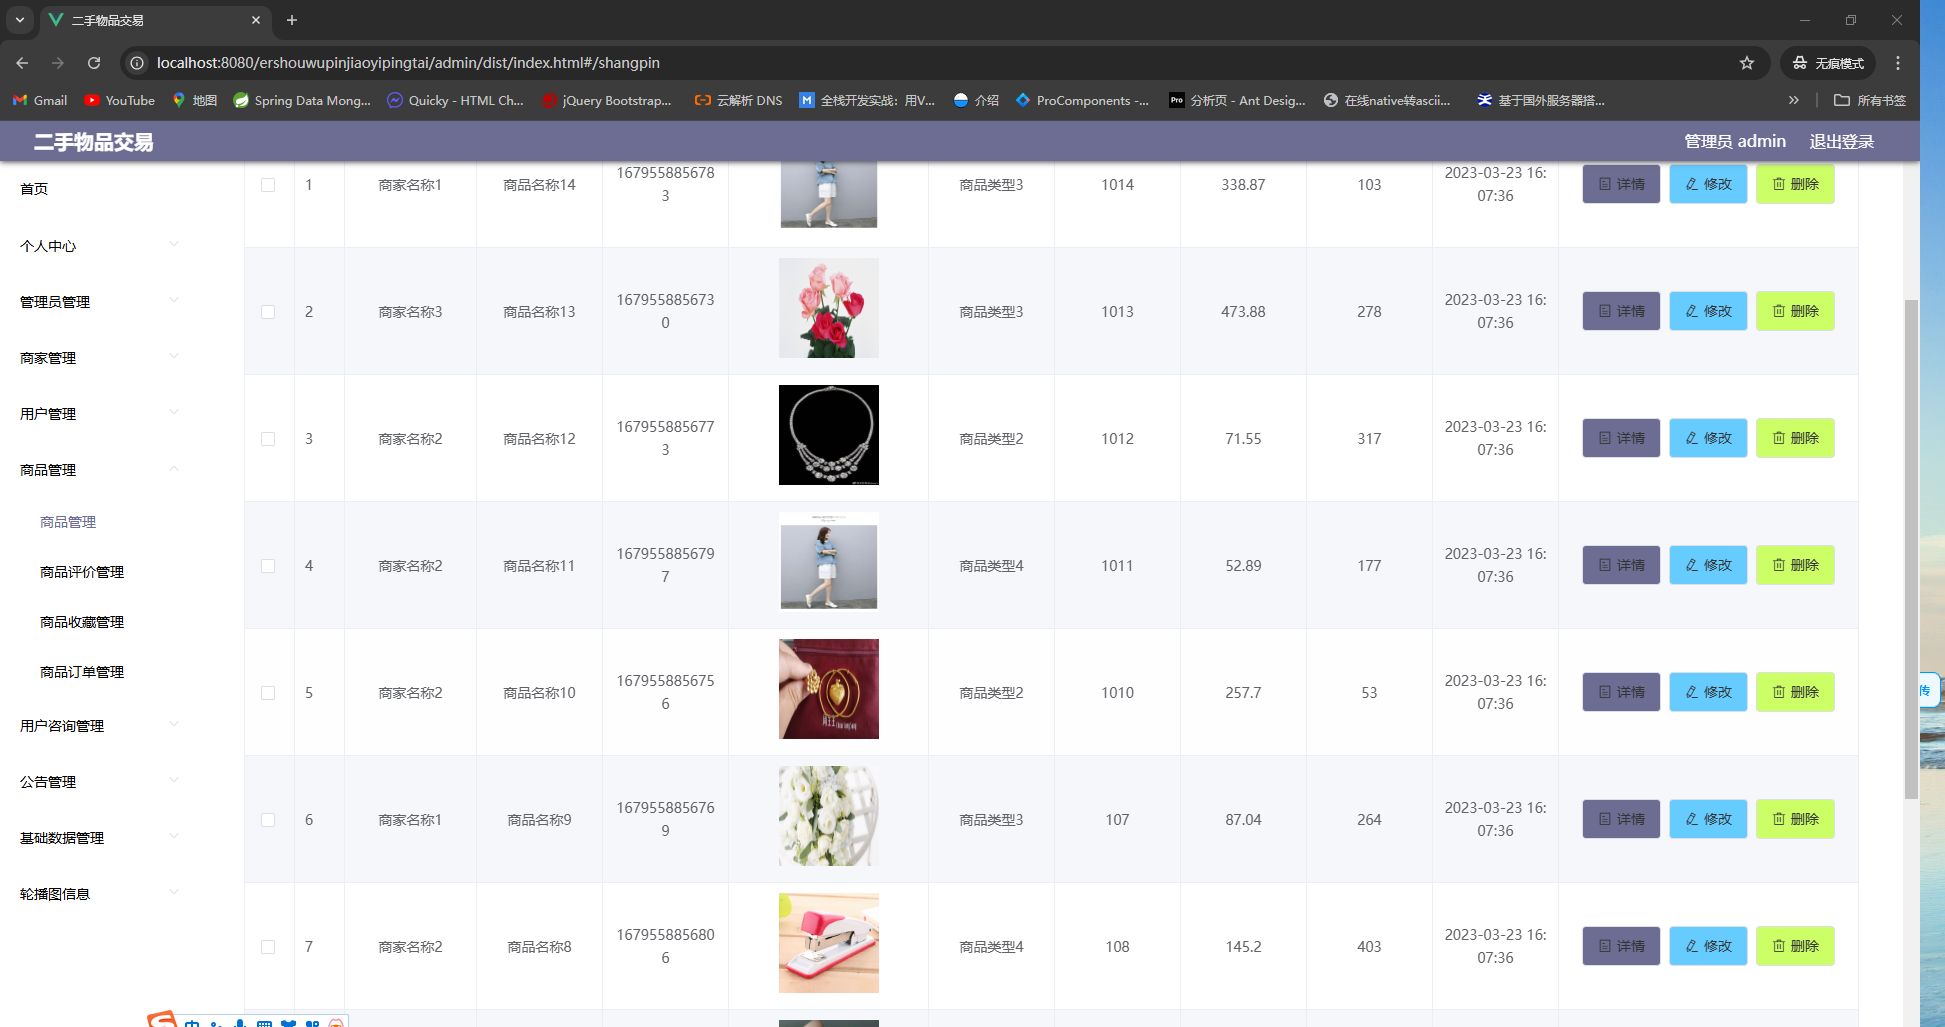 二手物品交易
localhost:8080/ershouwupinjiaoyipingtai/admin/dist/index.html#/shangpin
无痕模式
Gmail YouTube 地图 Spring Data Mong... Quicky - HTML Ch... jQuery Bootstrap... 云解析 DNS 全栈开发实战：用V... 介绍 ProComponents -... Pro 分析页 - Ant Desig... 在线native转ascii... 基于国外服务器搭... 所有书签
二手物品交易 管理员 admin 退出登录
首页
个人中心
管理员管理
商家管理
用户管理
商品管理
商品管理
商品评价管理
商品收藏管理
商品订单管理
用户咨询管理
公告管理
基础数据管理
轮播图信息
1 商家名称1 商品名称14 1679558856783 商品类型3 1014 338.87 103 2023-03-23 16:07:36 详情 修改 删除
2 商家名称3 商品名称13 1679558856730 商品类型3 1013 473.88 278 2023-03-23 16:07:36 详情 修改 删除
3 商家名称2 商品名称12 1679558856773 商品类型2 1012 71.55 317 2023-03-23 16:07:36 详情 修改 删除
4 商家名称2 商品名称11 1679558856797 商品类型4 1011 52.89 177 2023-03-23 16:07:36 详情 修改 删除
5 商家名称2 商品名称10 1679558856756 商品类型2 1010 257.7 53 2023-03-23 16:07:36 详情 修改 删除
6 商家名称1 商品名称9 1679558856769 商品类型3 107 87.04 264 2023-03-23 16:07:36 详情 修改 删除
7 商家名称2 商品名称8 1679558856806 商品类型4 108 145.2 403 2023-03-23 16:07:36 详情 修改 删除
传
中